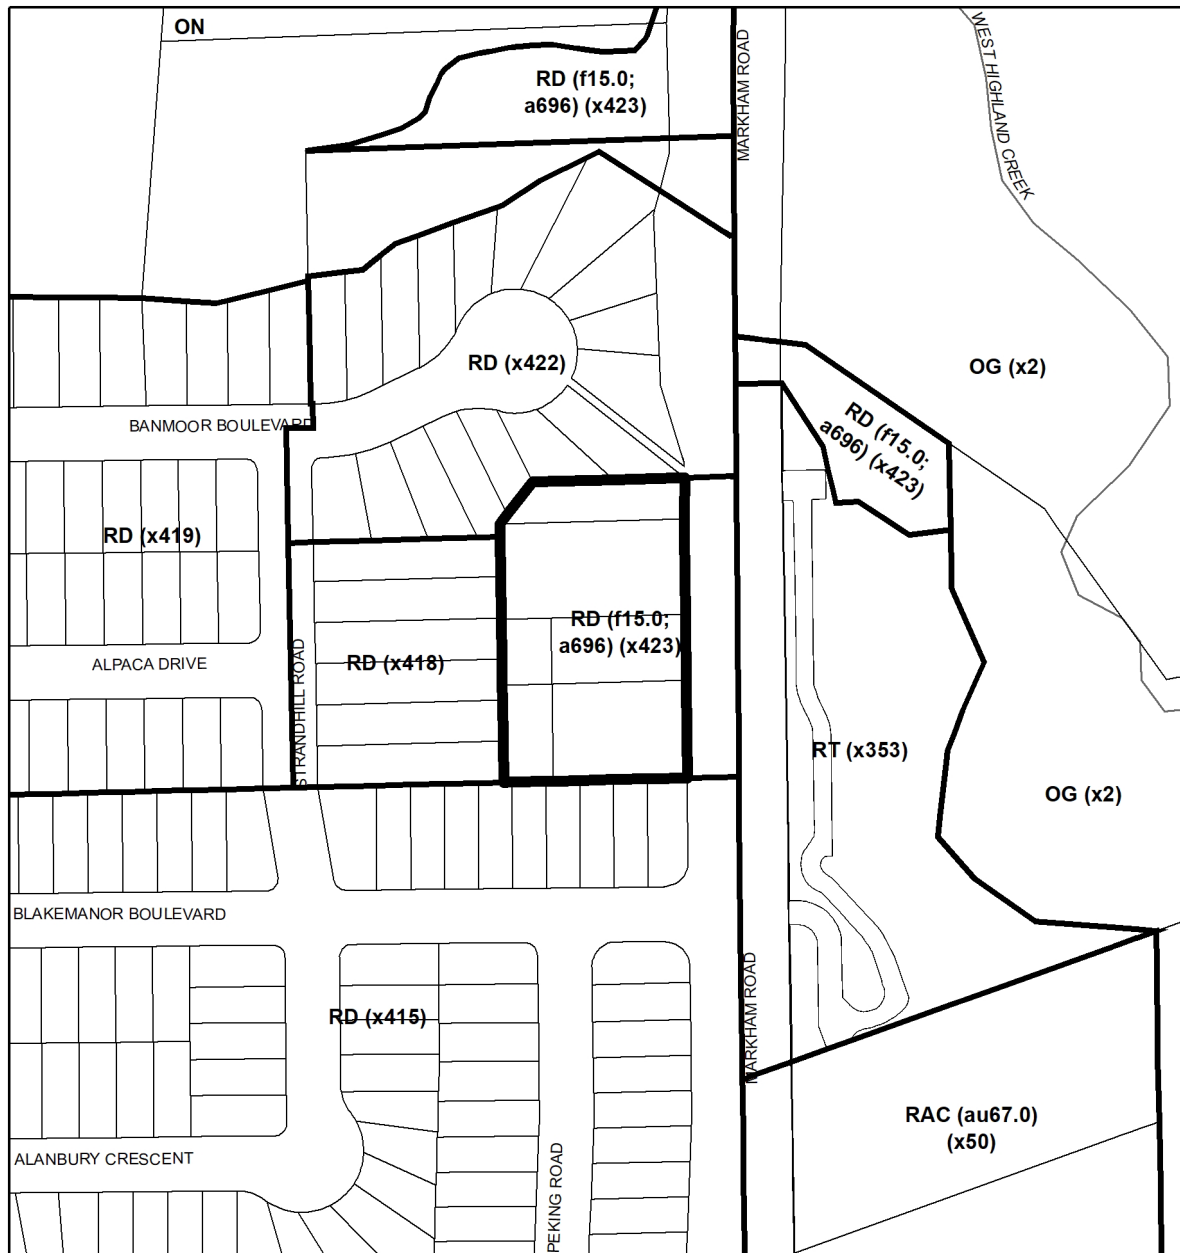 ON
RD (f15.0;
a696) (x423)
MARKHAM ROAD
WEST HIGHLAND CREEK
RD (x422)
OG (x2)
BANMOOR BOULEVARD
RD (f15.0;
a696) (x423)
RD (x419)
RD (f15.0;
a696) (x423)
ALPACA DRIVE
RD (x418)
STRANDHILL ROAD
RT (x353)
OG (x2)
BLAKEMANOR BOULEVARD
MARKHAM ROAD
RD (x415)
RAC (au67.0)
(x50)
ALANBURY CRESCENT
PEKING ROAD